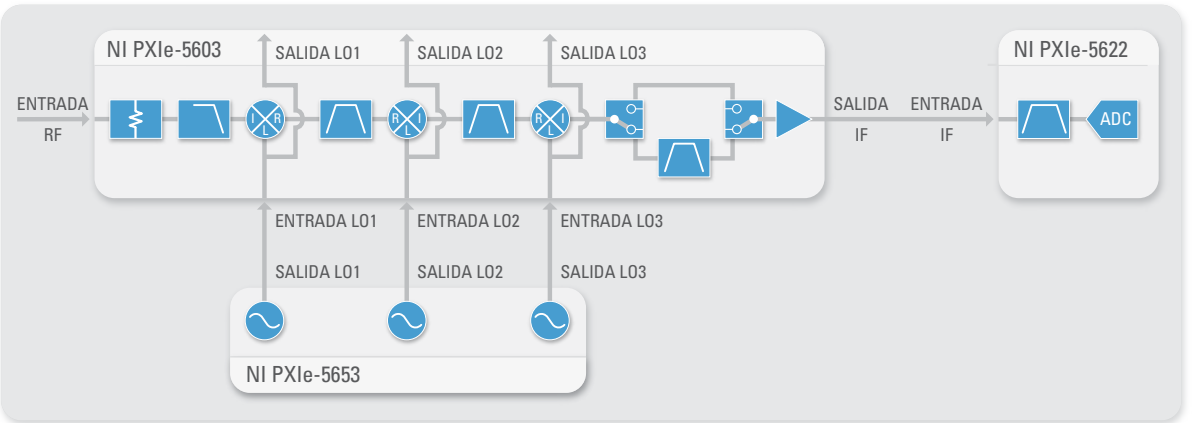 NI PXIe-5603
SALIDA LO1
SALIDA LO2
SALIDA LO3
NI PXIe-5622
ENTRADA
RF
I
R
L
R
I
L
R
I
L
SALIDA
IF
ENTRADA
IF
ADC
ENTRADA LO1
ENTRADA LO2
ENTRADA LO3
SALIDA LO1
SALIDA LO2
SALIDA LO3
NI PXIe-5653